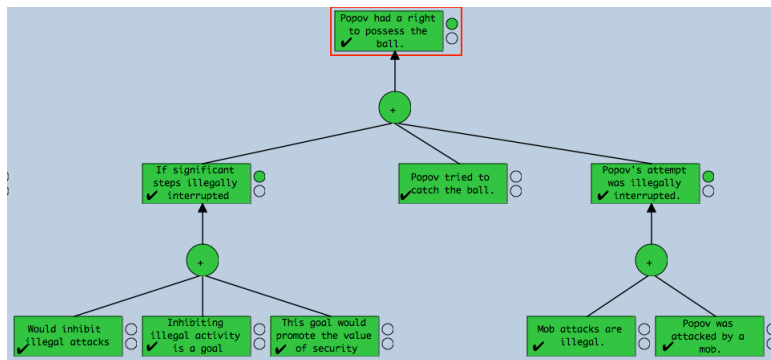 Popov had a right
to possess the
ball.
+
If significant
steps illegally
interrupted
Popov tried to
catch the ball.
Popov's attempt
was illegally
interrupted.
+
+
Would inhibit
illegal attacks
Inhibiting
illegal activity
is a goal
This goal would
promote the value
of security
Mob attacks are
illegal.
Popov was
attacked by a
mob.